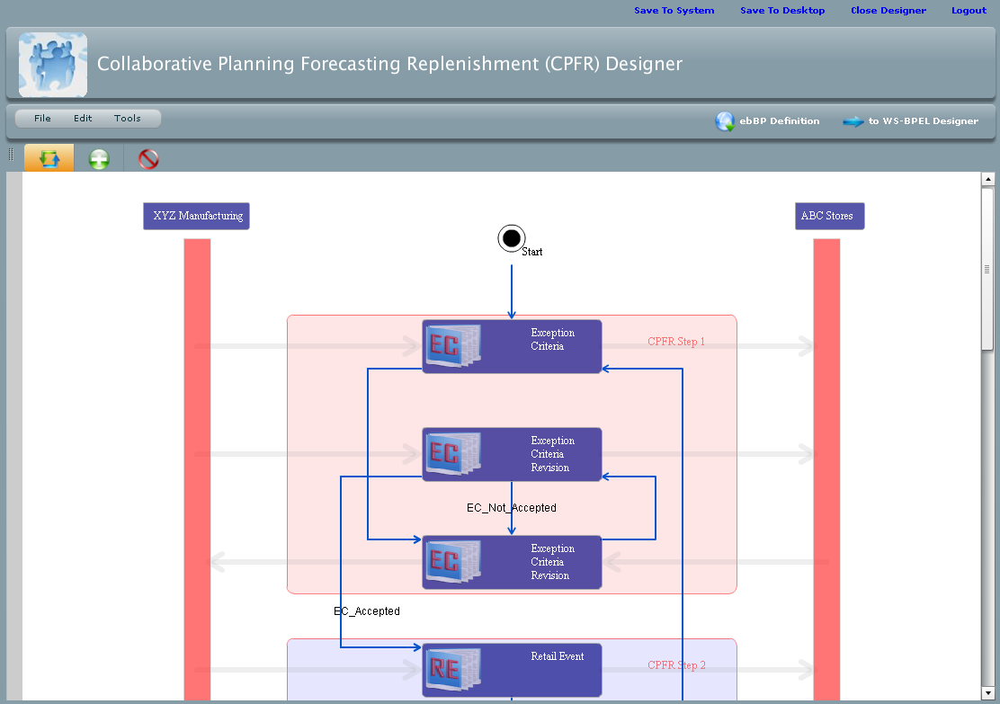 Save To System Save To Desktop Close Designer Logout
Collaborative Planning Forecasting Replenishment (CPFR) Designer
File Edit Tools
ebBP Definition to WS-BPEL Designer
XYZ Manufacturing
ABC Stores
Start
EC
Exception
Criteria
CPFR Step 1
EC
Exception
Criteria
Revision
EC_Not_Accepted
EC
Exception
Criteria
Revision
EC_Accepted
RE
Retail Event
CPFR Step 2